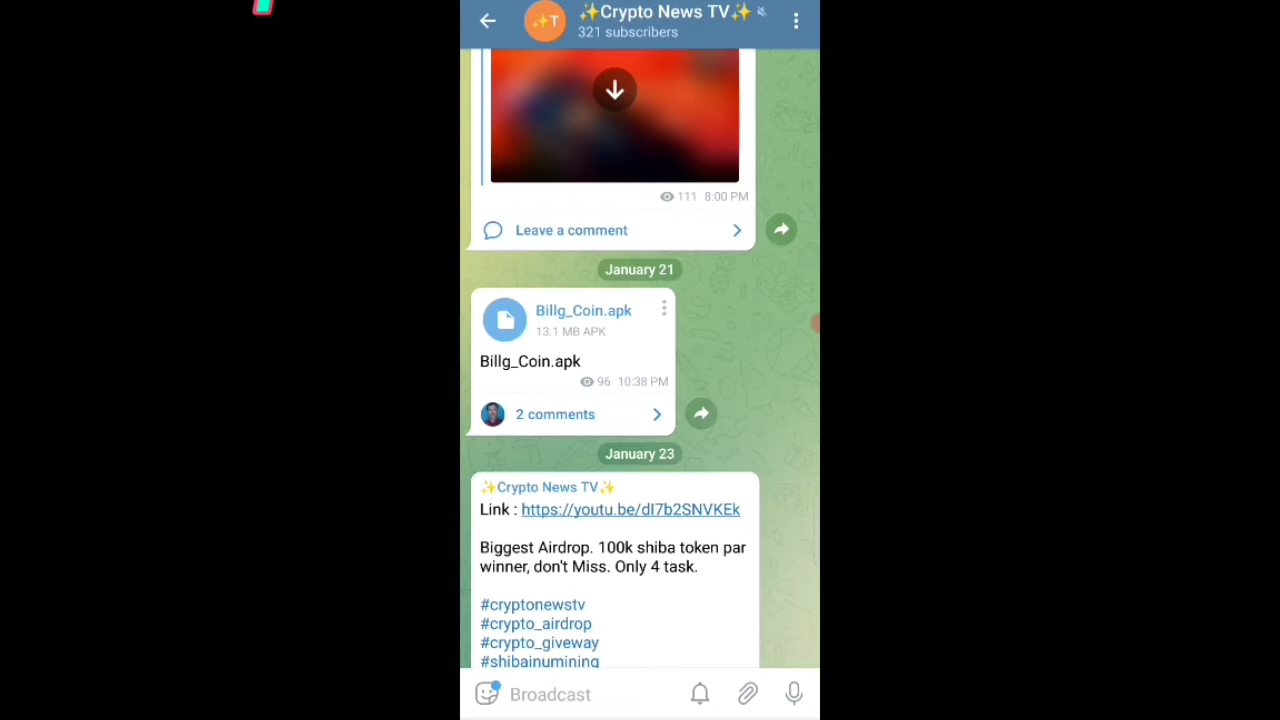 ✨T
✨Crypto News TV✨
321 subscribers
111 8:00 PM
Leave a comment
January 21
Billg_Coin.apk
13.1 MB APK
Billg_Coin.apk
96 10:38 PM
2 comments
January 23
✨Crypto News TV✨
Link : https://youtu.be/dI7b2SNVKEk
Biggest Airdrop. 100k shiba token par
winner, don't Miss. Only 4 task.
#cryptonewstv
#crypto_airdrop
#crypto_giveway
#shibainumining
Broadcast